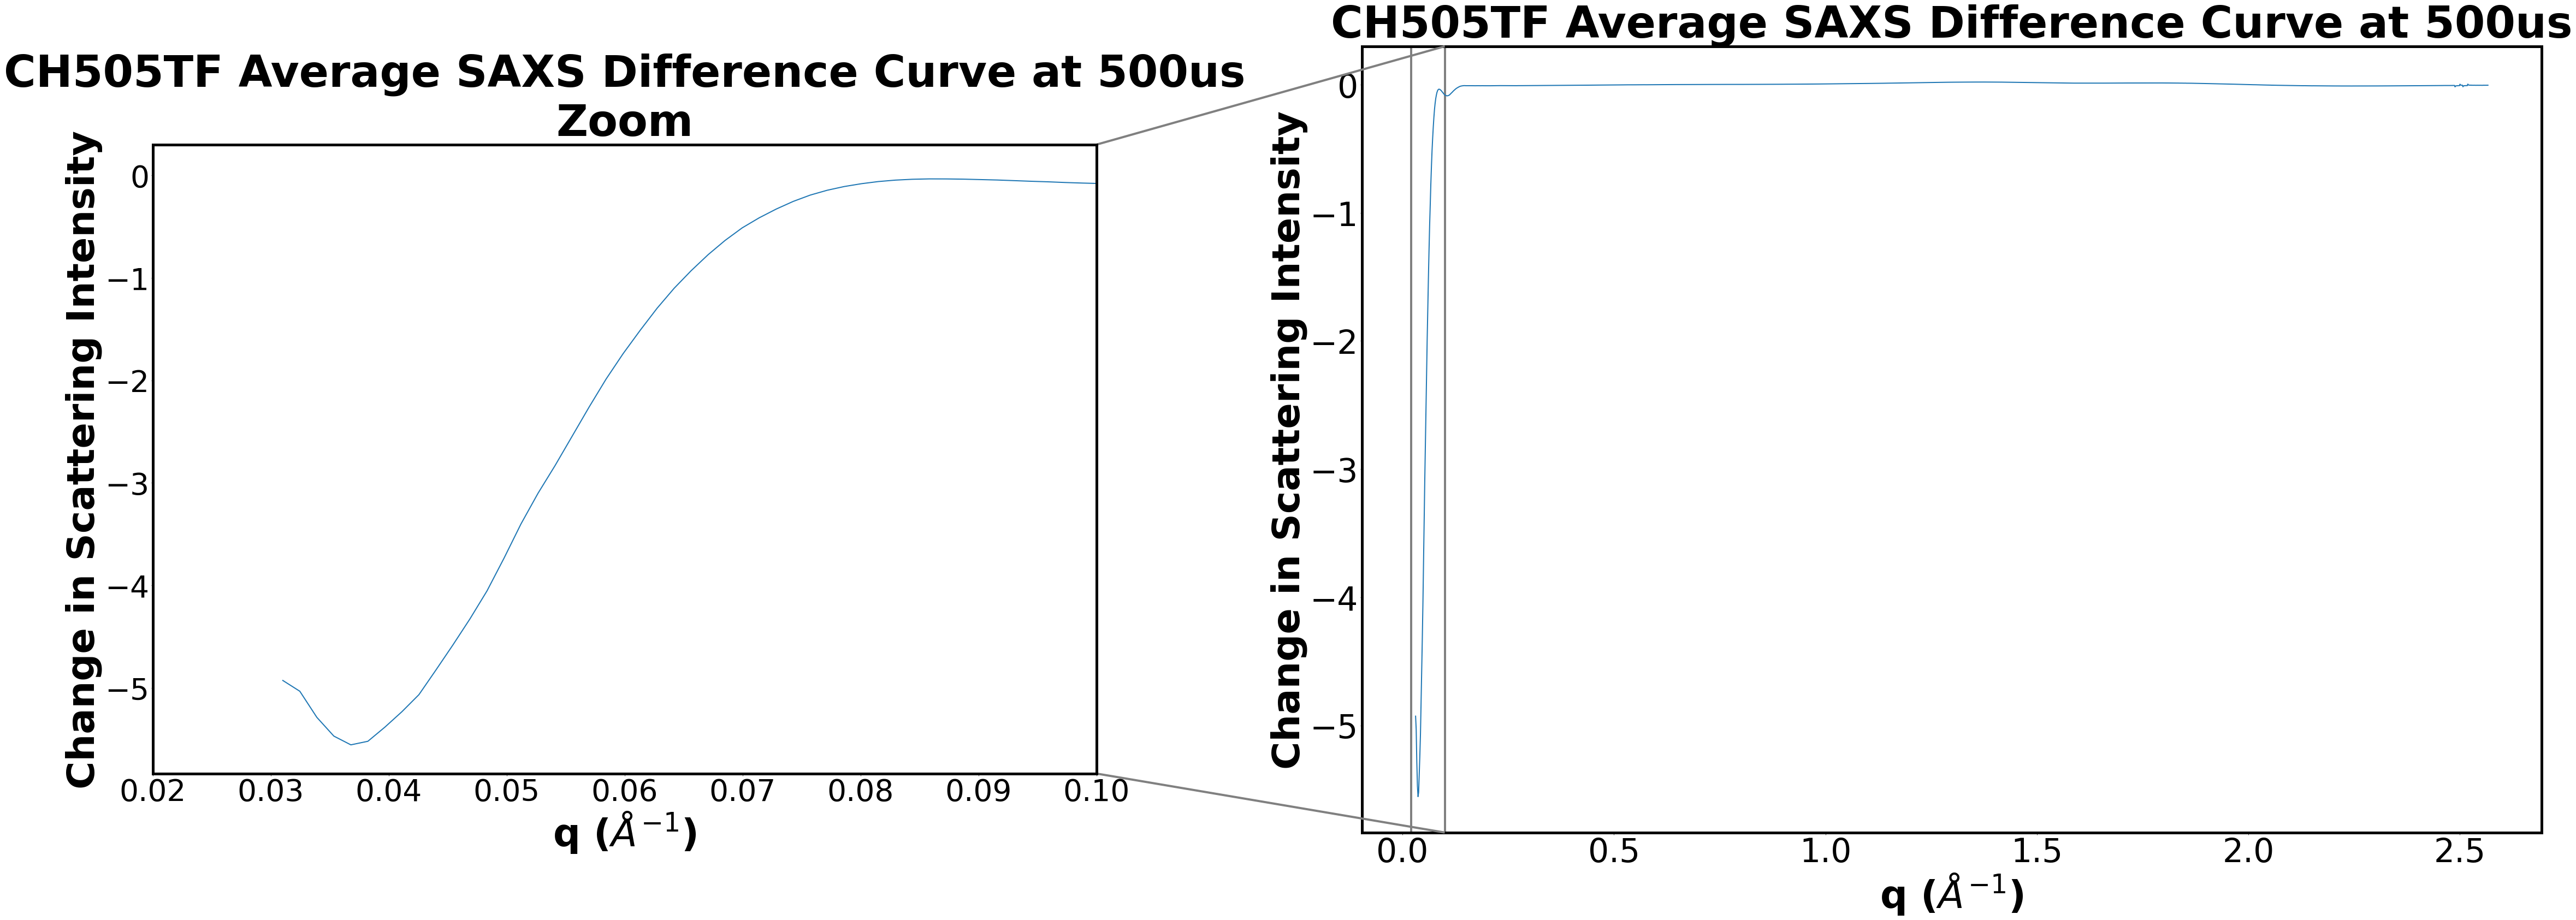 CH505TF Average SAXS Difference Curve at 500us
Zoom
Change in Scattering Intensity
0
−1
−2
−3
−4
−5
0.02 0.03 0.04 0.05 0.06 0.07 0.08 0.09 0.10
q (Å⁻¹)
CH505TF Average SAXS Difference Curve at 500us
Change in Scattering Intensity
0
−1
−2
−3
−4
−5
0.0 0.5 1.0 1.5 2.0 2.5
q (Å⁻¹)